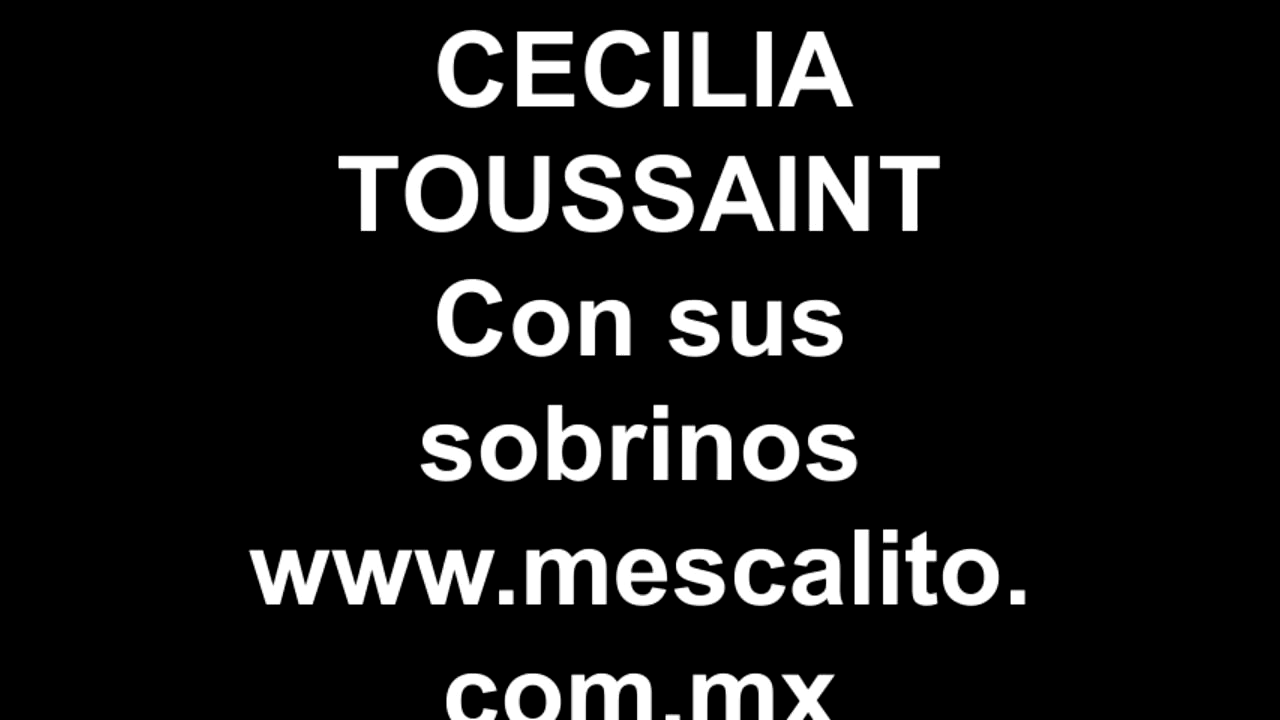 CECILIA
TOUSSAINT
Con sus
sobrinos
www.mescalito.
com.mx